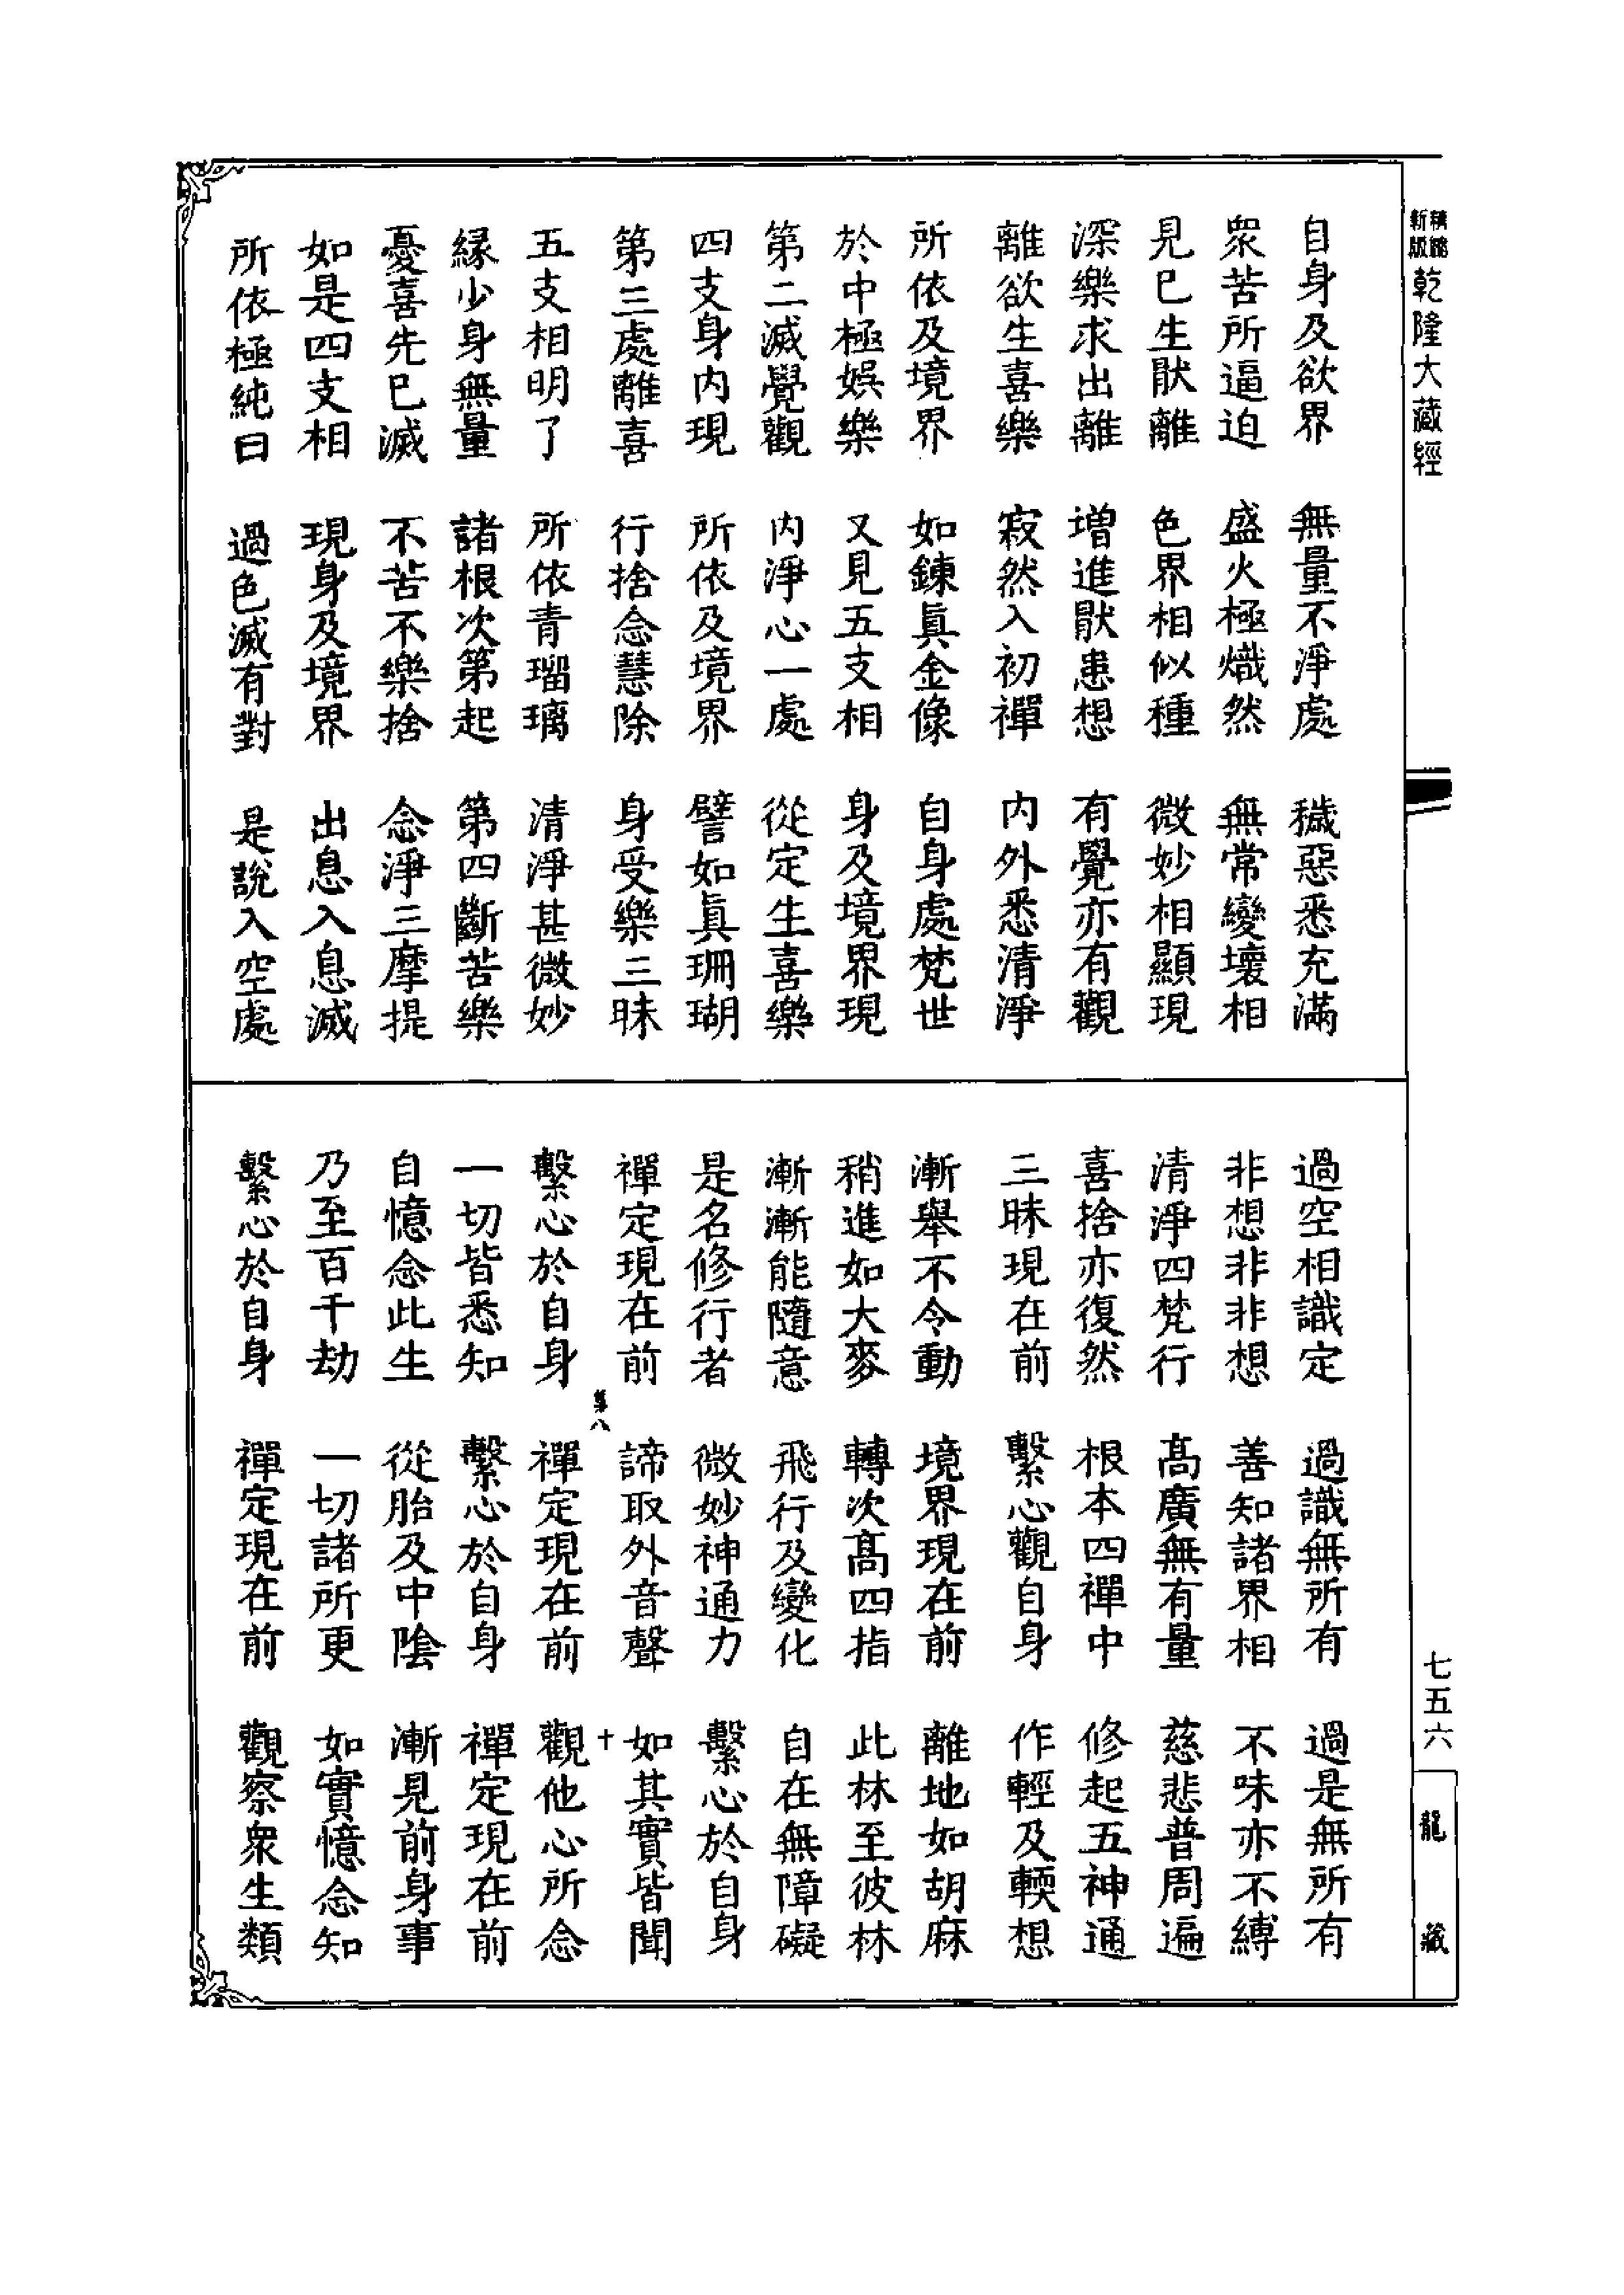 精縮新版乾隆大藏經
自身及欲界 無量不淨處 穢惡悉充滿
衆苦所逼迫 盛火極熾然 無常變壞相
見已生猒離 色界相似種 微妙相顯現
深樂求出離 增進猒患想 有覺亦有觀
離欲生喜樂 寂然入初禪 內外悉清淨
所依及境界 如鍊眞金像 自身處梵世
於中極娛樂 又見五支相 身及境界現
第二滅覺觀 內淨心一處 從定生喜樂
四支身內現 所依及境界 譬如眞珊瑚
第三處離喜 行捨念慧除 身受樂三昧
五支相明了 所依青瑠璃 清淨甚微妙
緣少身無量 諸根次第起 第四斷苦樂
憂喜先已滅 不苦不樂捨 念淨三摩提
如是四支相 現身及境界 出息入息滅
所依極純曰 過色滅有對 是說入空處
過空相識定 過識無所有 過是無所有
非想非非想 善知諸界相 不味亦不縛
清淨四梵行 高廣無有量 慈悲普周遍
喜捨亦復然 根本四禪中 修起五神通
三昧現在前 繫心觀自身 作輕及輭想
漸舉不令動 境界現在前 離地如胡麻
稍進如大麥 轉次髙四指 此林至彼林
漸漸能隨意 飛行及變化 自在無障礙
是名修行者 微妙神通力 繫心於自身
禪定現在前 諦取外音聲 如其實皆聞
繫心於自身 禪定現在前 觀他心所念
一切皆悉知 繫心於自身 禪定現在前
自憶念此生 從胎及中陰 漸見前身事
乃至百千劫 一切諸所更 如實憶念知
繫心於自身 禪定現在前 觀察衆生類
七五六
龍藏